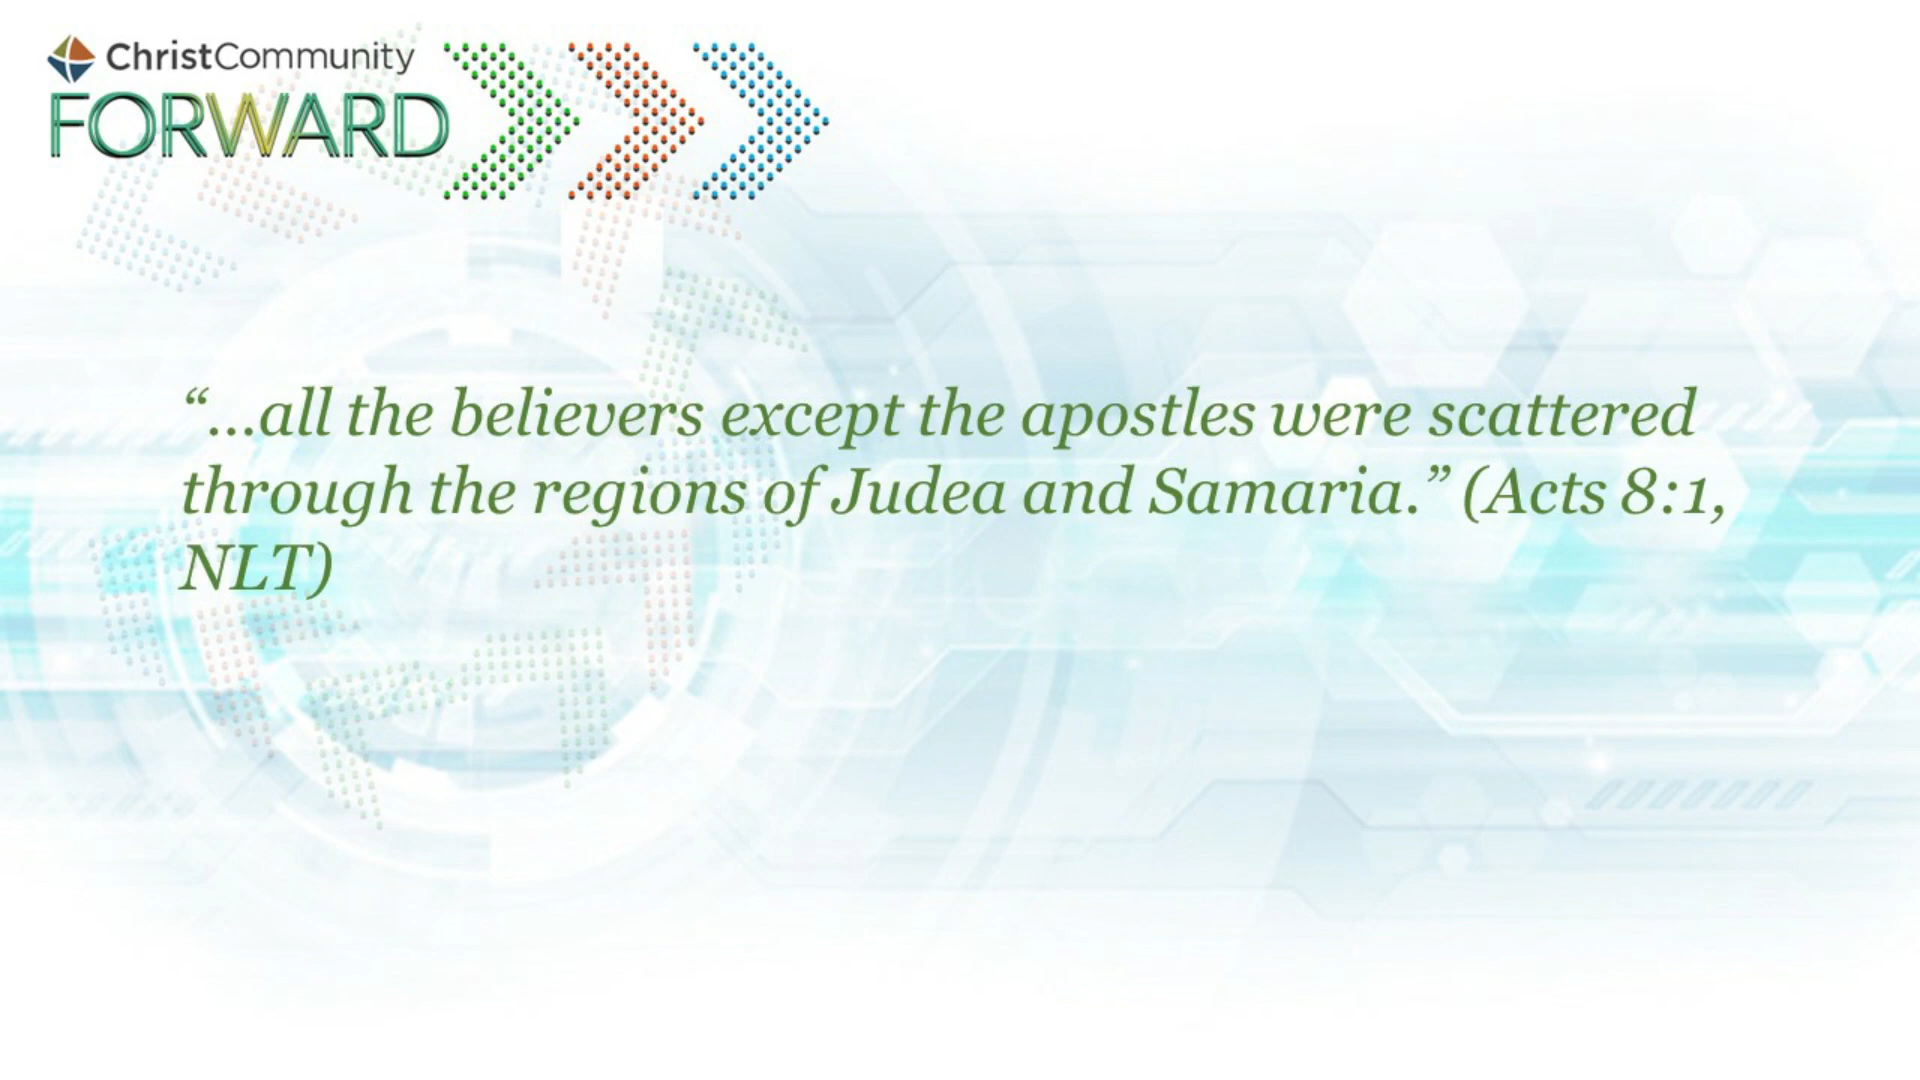 ChristCommunity
FORWARD
“...all the believers except the apostles were scattered
through the regions of Judea and Samaria.” (Acts 8:1,
NLT)